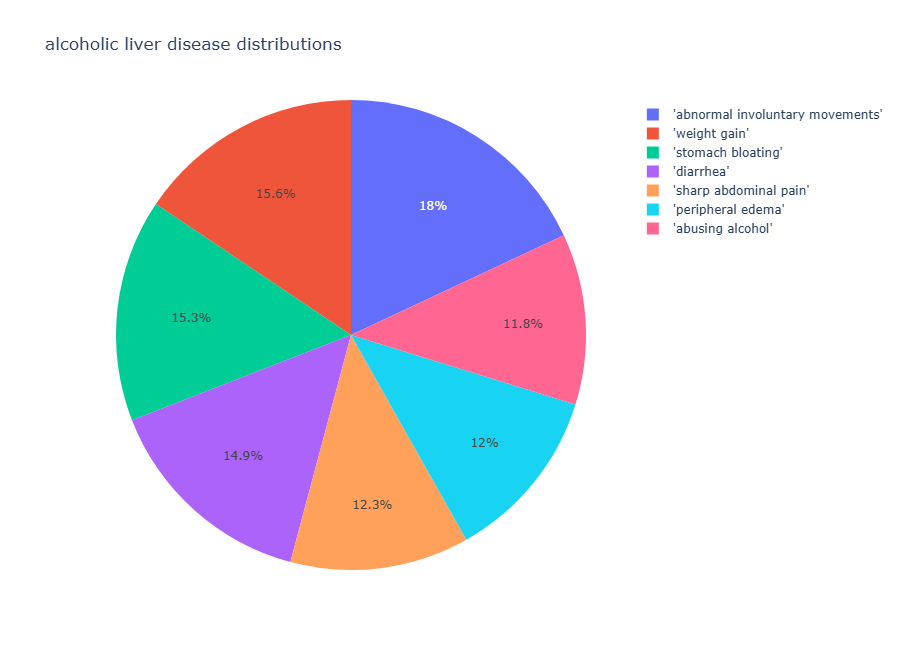 alcoholic liver disease distributions
'abnormal involuntary movements'
'weight gain'
'stomach bloating'
'diarrhea'
'sharp abdominal pain'
'peripheral edema'
'abusing alcohol'
15.6%
18%
15.3%
11.8%
14.9%
12%
12.3%